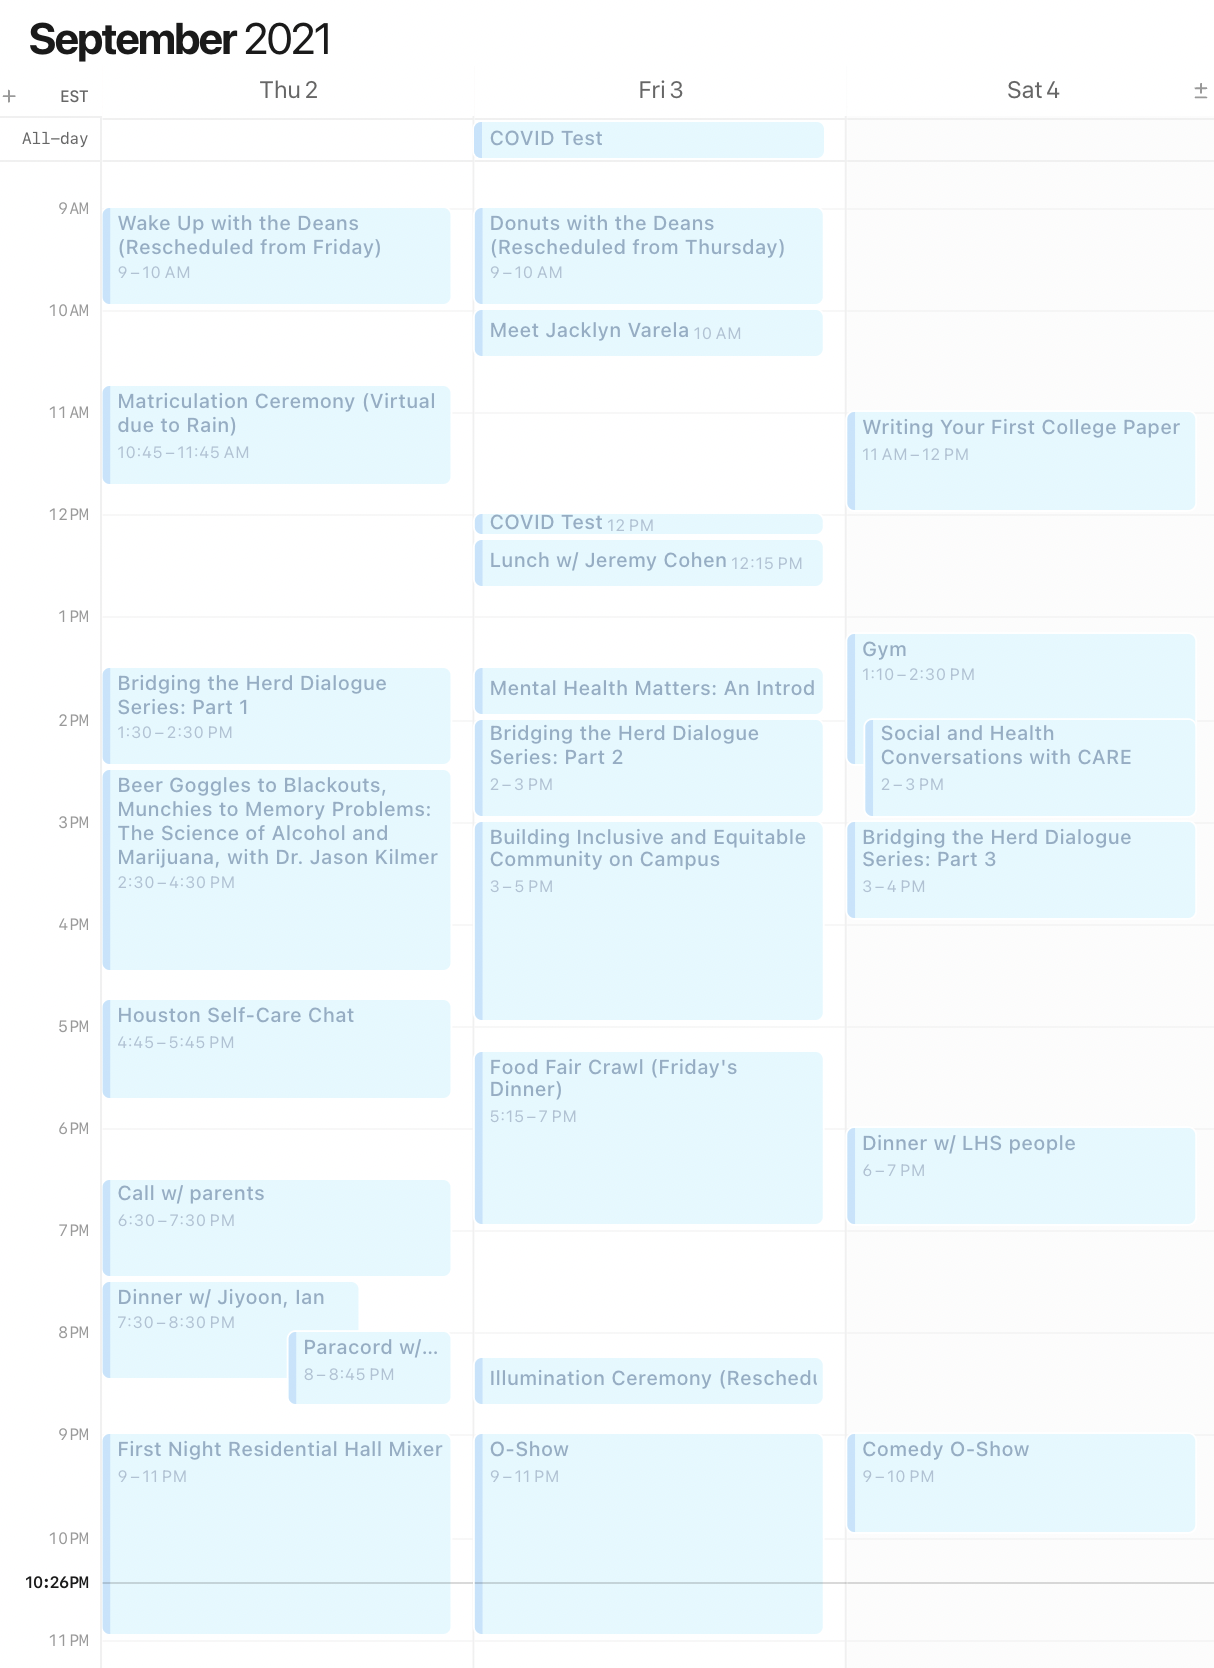 September 2021
+ EST Thu 2 Fri 3 Sat 4 ±
All-day
COVID Test
9 AM
10 AM
11 AM
12 PM
1 PM
2 PM
3 PM
4 PM
5 PM
6 PM
7 PM
8 PM
9 PM
10 PM
10:26PM
11 PM
Wake Up with the Deans
(Rescheduled from Friday)
9–10 AM
Matriculation Ceremony (Virtual
due to Rain)
10:45–11:45 AM
Bridging the Herd Dialogue
Series: Part 1
1:30–2:30 PM
Beer Goggles to Blackouts,
Munchies to Memory Problems:
The Science of Alcohol and
Marijuana, with Dr. Jason Kilmer
2:30–4:30 PM
Houston Self-Care Chat
4:45–5:45 PM
Call w/ parents
6:30–7:30 PM
Dinner w/ Jiyoon, Ian
7:30–8:30 PM
Paracord w/...
8–8:45 PM
First Night Residential Hall Mixer
9–11 PM
Donuts with the Deans
(Rescheduled from Thursday)
9–10 AM
Meet Jacklyn Varela 10 AM
COVID Test 12 PM
Lunch w/ Jeremy Cohen 12:15 PM
Mental Health Matters: An Introd
Bridging the Herd Dialogue
Series: Part 2
2–3 PM
Building Inclusive and Equitable
Community on Campus
3–5 PM
Food Fair Crawl (Friday's
Dinner)
5:15–7 PM
Illumination Ceremony (Reschedu
O-Show
9–11 PM
Writing Your First College Paper
11 AM–12 PM
Gym
1:10–2:30 PM
Social and Health
Conversations with CARE
2–3 PM
Bridging the Herd Dialogue
Series: Part 3
3–4 PM
Dinner w/ LHS people
6–7 PM
Comedy O-Show
9–10 PM